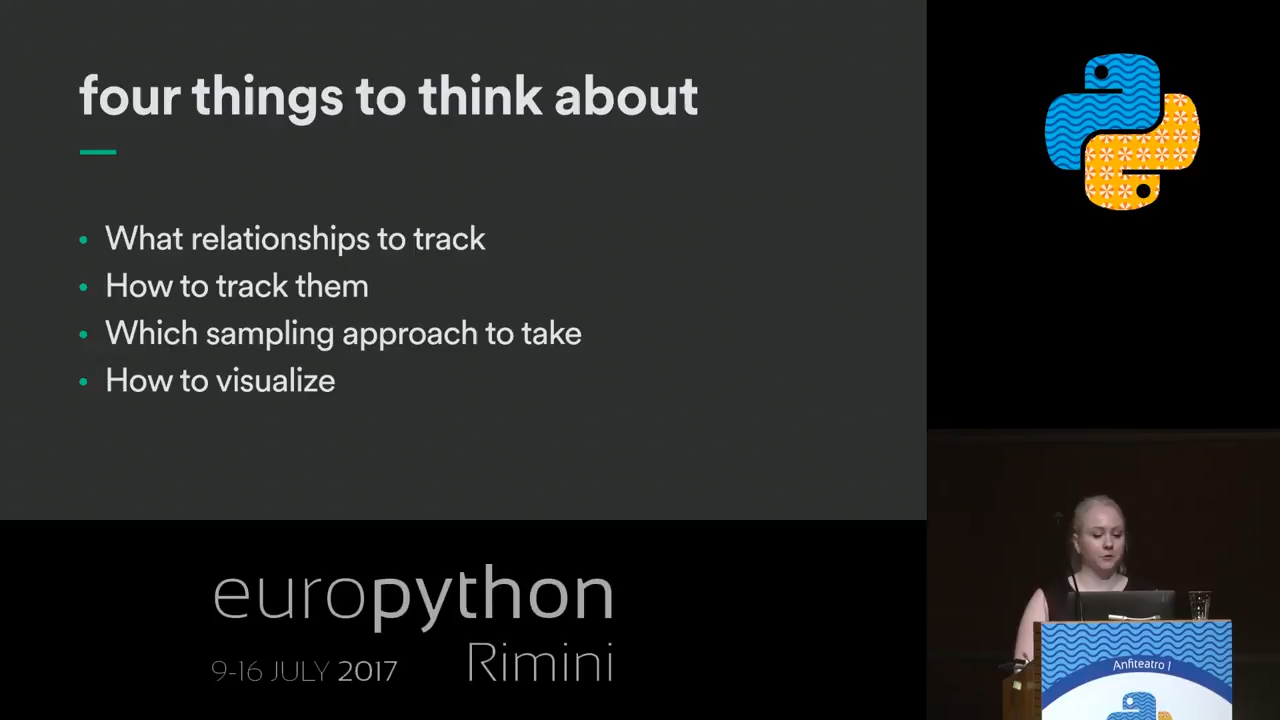 four things to think about
• What relationships to track
• How to track them
• Which sampling approach to take
• How to visualize
europython
9-16 JULY 2017 Rimini
Anfiteatro I